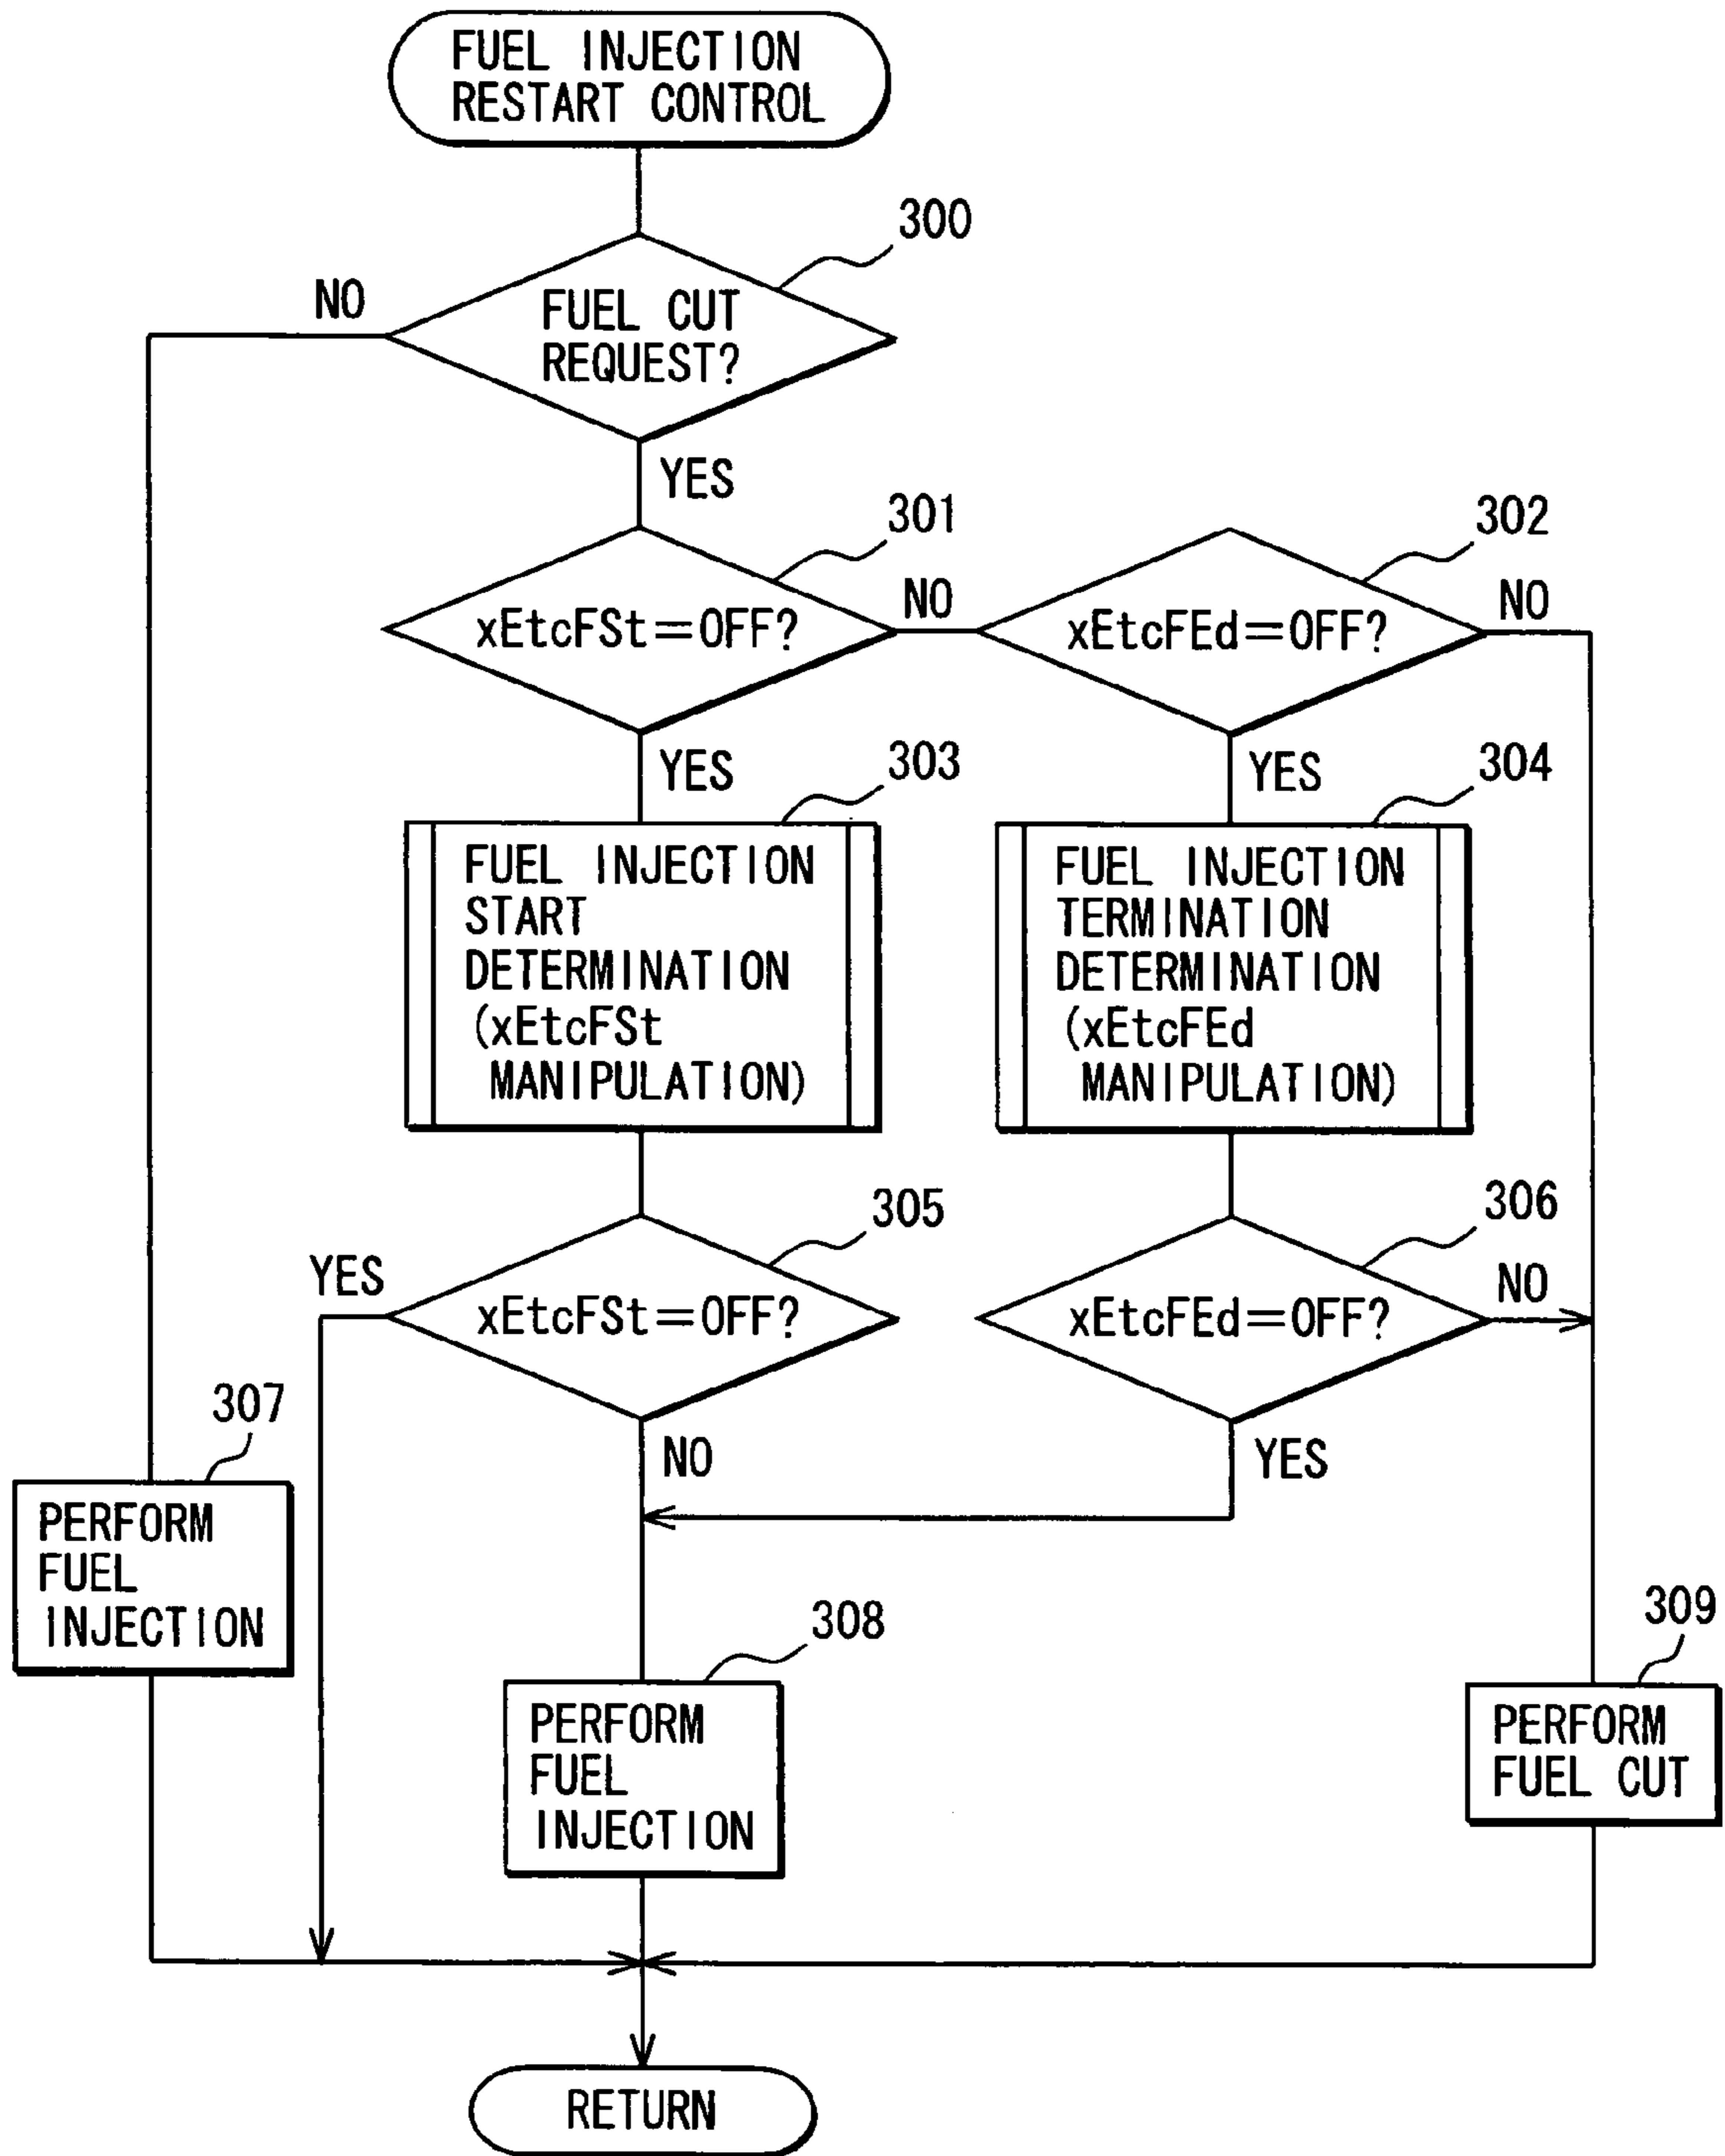 FUEL INJECTION
RESTART CONTROL
300
NO
FUEL CUT
REQUEST?
YES
301
302
xEtcFSt=OFF?
NO
xEtcFEd=OFF?
NO
YES
303
YES
304
FUEL INJECTION
START
DETERMINATION
(xEtcFSt
MANIPULATION)
FUEL INJECTION
TERMINATION
DETERMINATION
(xEtcFEd
MANIPULATION)
305
306
YES
xEtcFSt=OFF?
xEtcFEd=OFF?
NO
307
NO
YES
PERFORM
FUEL
INJECTION
308
309
PERFORM
FUEL
INJECTION
PERFORM
FUEL CUT
RETURN